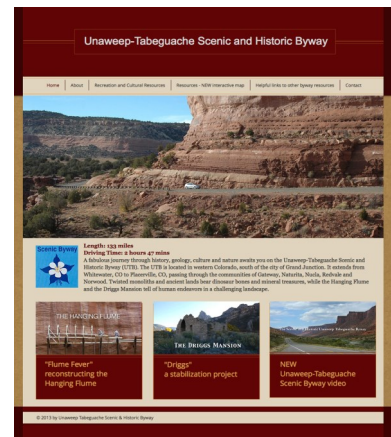 Unaweep-Tabeguache Scenic and Historic Byway
Home About Recreation and Cultural Resources Resources - NEW interactive map Helpful links to other byway resources Contact
Scenic Byway
Length: 133 miles
Driving Time: 2 hours 47 mins
A fabulous journey through history, geology, culture and nature awaits you on the Unaweep-Tabeguache Scenic and
Historic Byway (UTB). The UTB is located in western Colorado, south of the city of Grand Junction. It extends from
Whitewater, CO to Placerville, CO, passing through the communities of Gateway, Naturita, Nucla, Redvale and
Norwood. Twisted monoliths and ancient lands bear dinosaur bones and mineral treasures, while the Hanging Flume
and the Driggs Mansion tell of human endeavors in a challenging landscape.
THE HANGING FLUME
THE DRIGGS MANSION
"Flume Fever"
reconstructing the
Hanging Flume
"Driggs"
a stabilization project
NEW
Unaweep-Tabeguache
Scenic Byway video
© 2013 by Unaweep Tabeguache Scenic & Historic Byway